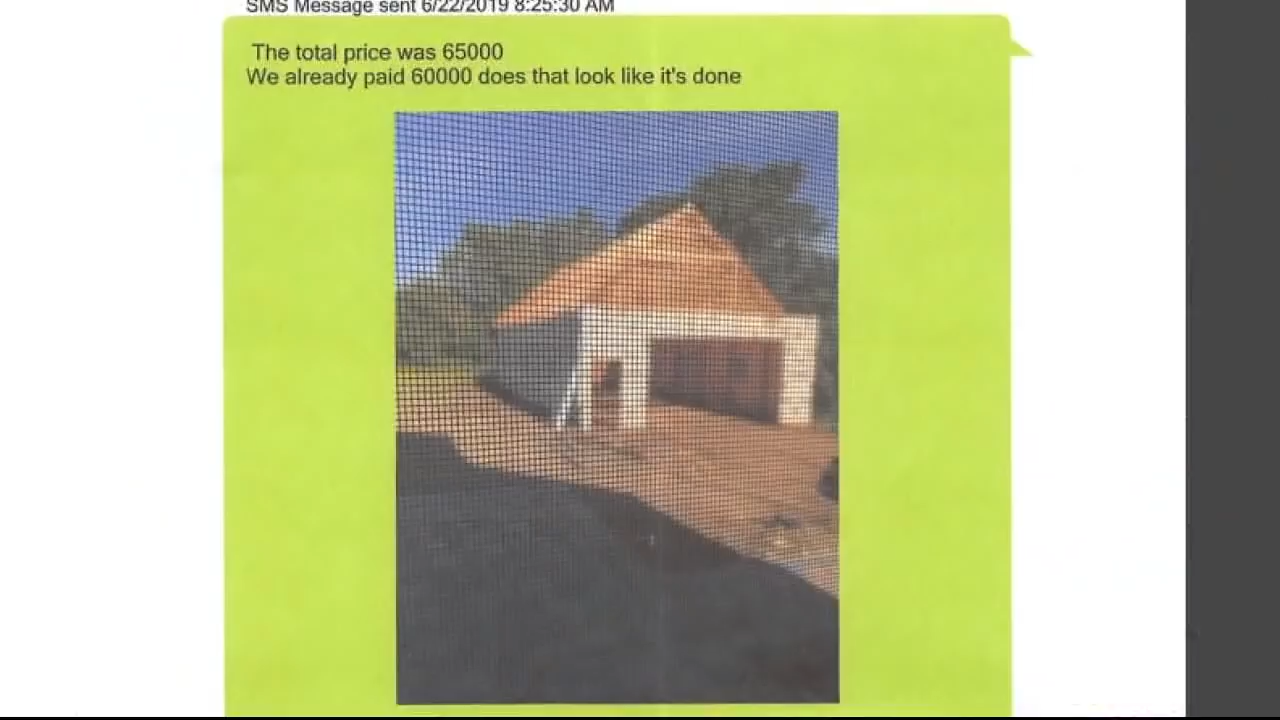 SMS Message sent 6/22/2019 8:25:30 AM
The total price was 65000
We already paid 60000 does that look like it's done